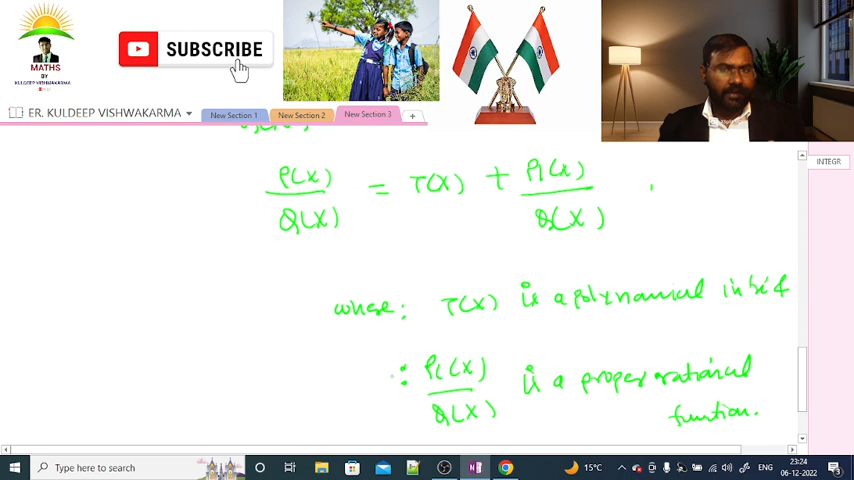 MATHS
BY
KULDEEP VISHWAKARMA
SUBSCRIBE
ER. KULDEEP VISHWAKARMA
New Section 1
New Section 2
New Section 3
INTEGR
P(X)/Q(X) = T(X) + P1(X)/Q(X)
where; T(X) is a polynomial in
∴ P1(X)/Q(X) is a proper rational
function.
Type here to search
15°C
ENG
23:24
06-12-2022
3